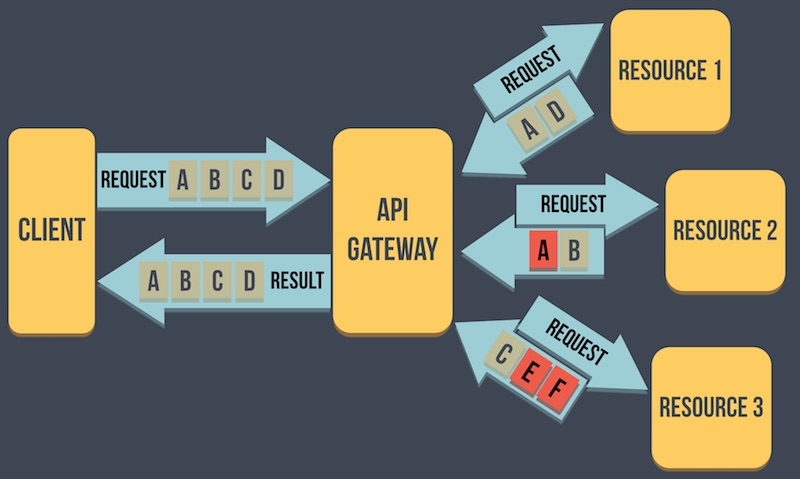 CLIENT
REQUEST A B C D
A B C D RESULT
API
GATEWAY
REQUEST
A D
RESOURCE 1
REQUEST
A B
RESOURCE 2
REQUEST
C E F
RESOURCE 3